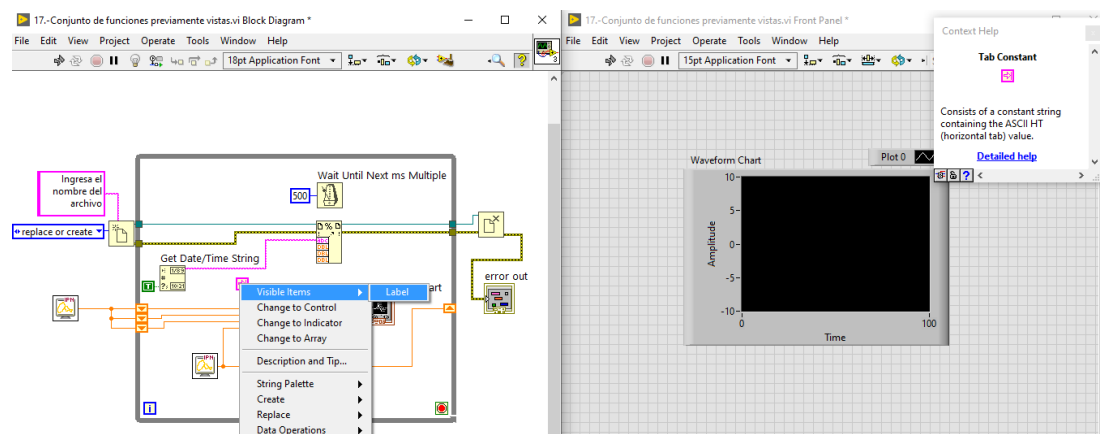 17.-Conjunto de funciones previamente vistas.vi Block Diagram *
File Edit View Project Operate Tools Window Help
18pt Application Font
3
Ingresa el
nombre del
archivo
replace or create
Wait Until Next ms Multiple
500
Get Date/Time String
T
error out
art
Visible Items
Label
Change to Control
Change to Indicator
Change to Array
Description and Tip...
String Palette
Create
Replace
Data Operations
i
17.-Conjunto de funciones previamente vistas.vi Front Panel *
File Edit View Project Operate Tools Window Help
15pt Application Font
Waveform Chart
Plot 0
Amplitude
10
5
0
-5
-10
0
100
Time
Context Help
Tab Constant
Consists of a constant string
containing the ASCII HT
(horizontal tab) value.
Detailed help